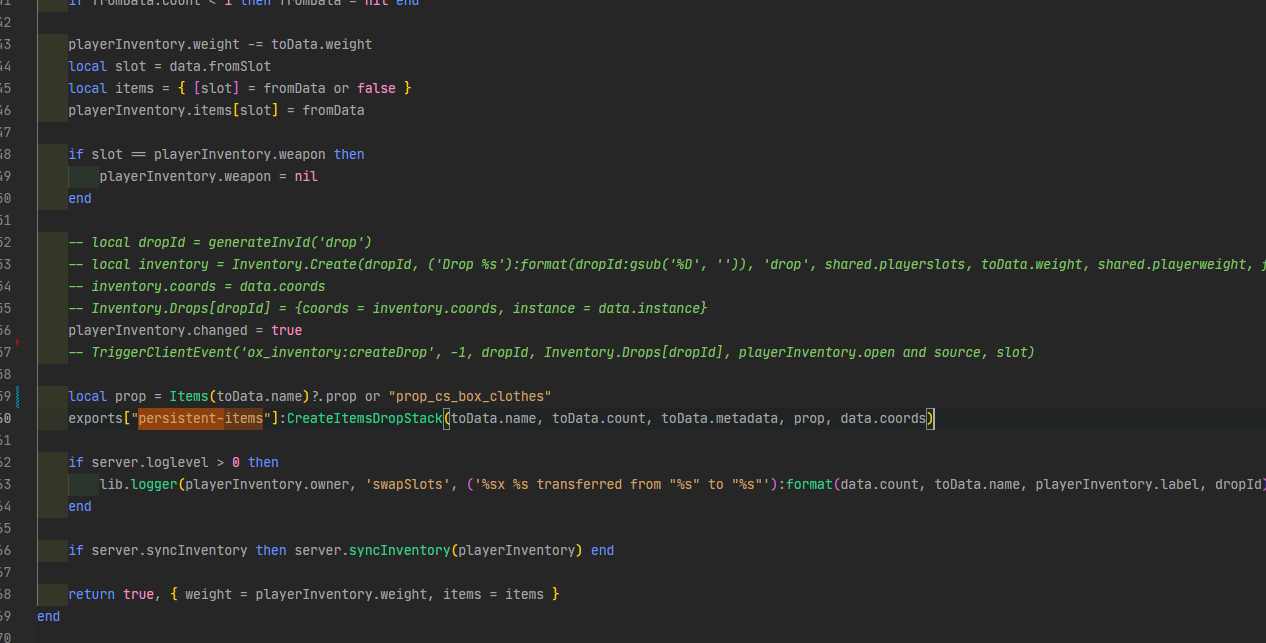 if fromData.count < 1 then fromData = nil end
42
43 playerInventory.weight -= toData.weight
44 local slot = data.fromSlot
45 local items = { [slot] = fromData or false }
46 playerInventory.items[slot] = fromData
47
48 if slot == playerInventory.weapon then
49 playerInventory.weapon = nil
50 end
51
52 -- local dropId = generateInvId('drop')
53 -- local inventory = Inventory.Create(dropId, ('Drop %s'):format(dropId:gsub('%D', '')), 'drop', shared.playerslots, toData.weight, shared.playerweight,
54 -- inventory.coords = data.coords
55 -- Inventory.Drops[dropId] = {coords = inventory.coords, instance = data.instance}
56 playerInventory.changed = true
57 -- TriggerClientEvent('ox_inventory:createDrop', -1, dropId, Inventory.Drops[dropId], playerInventory.open and source, slot)
58
59 local prop = Items(toData.name)?.prop or "prop_cs_box_clothes"
60 exports["persistent-items"]:CreateItemsDropStack(toData.name, toData.count, toData.metadata, prop, data.coords)
61
62 if server.loglevel > 0 then
63 lib.logger(playerInventory.owner, 'swapSlots', ('%sx %s transferred from "%s" to "%s"'):format(data.count, toData.name, playerInventory.label, dropId)
64 end
65
66 if server.syncInventory then server.syncInventory(playerInventory) end
67
68 return true, { weight = playerInventory.weight, items = items }
69 end
70